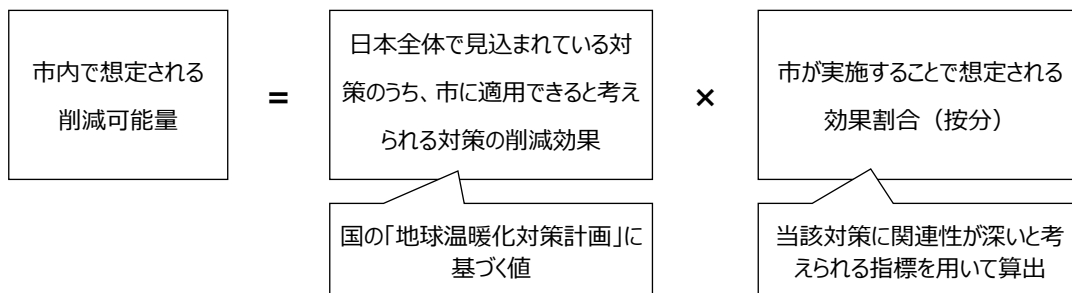 市内で想定される
削減可能量
=
日本全体で見込まれている対
策のうち、市に適用できると考え
られる対策の削減効果
×
市が実施することで想定される
効果割合（按分）
国の「地球温暖化対策計画」に
基づく値
当該対策に関連性が深いと考
えられる指標を用いて算出